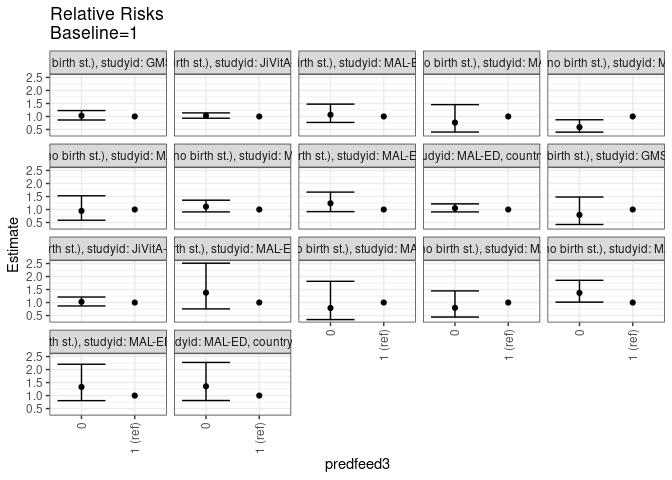 Relative Risks
Baseline=1
birth st.), studyid: GMS
birth st.), studyid: JiVitA-
birth st.), studyid: MAL-E
no birth st.), studyid: MA
no birth st.), studyid: M
2.5
2.0
1.5
1.0
0.5
no birth st.), studyid: M
no birth st.), studyid: M
rth st.), studyid: MAL-E
udyid: MAL-ED, country
birth st.), studyid: GMS
2.5
2.0
1.5
1.0
0.5
rth st.), studyid: JiVitA-
rth st.), studyid: MAL-E
o birth st.), studyid: MA
no birth st.), studyid: M
no birth st.), studyid: M
2.5
2.0
1.5
1.0
0.5
th st.), studyid: MAL-E
dyid: MAL-ED, country
2.5
2.0
1.5
1.0
0.5
0
1 (ref)
0
1 (ref)
0
1 (ref)
0
1 (ref)
0
1 (ref)
Estimate
predfeed3